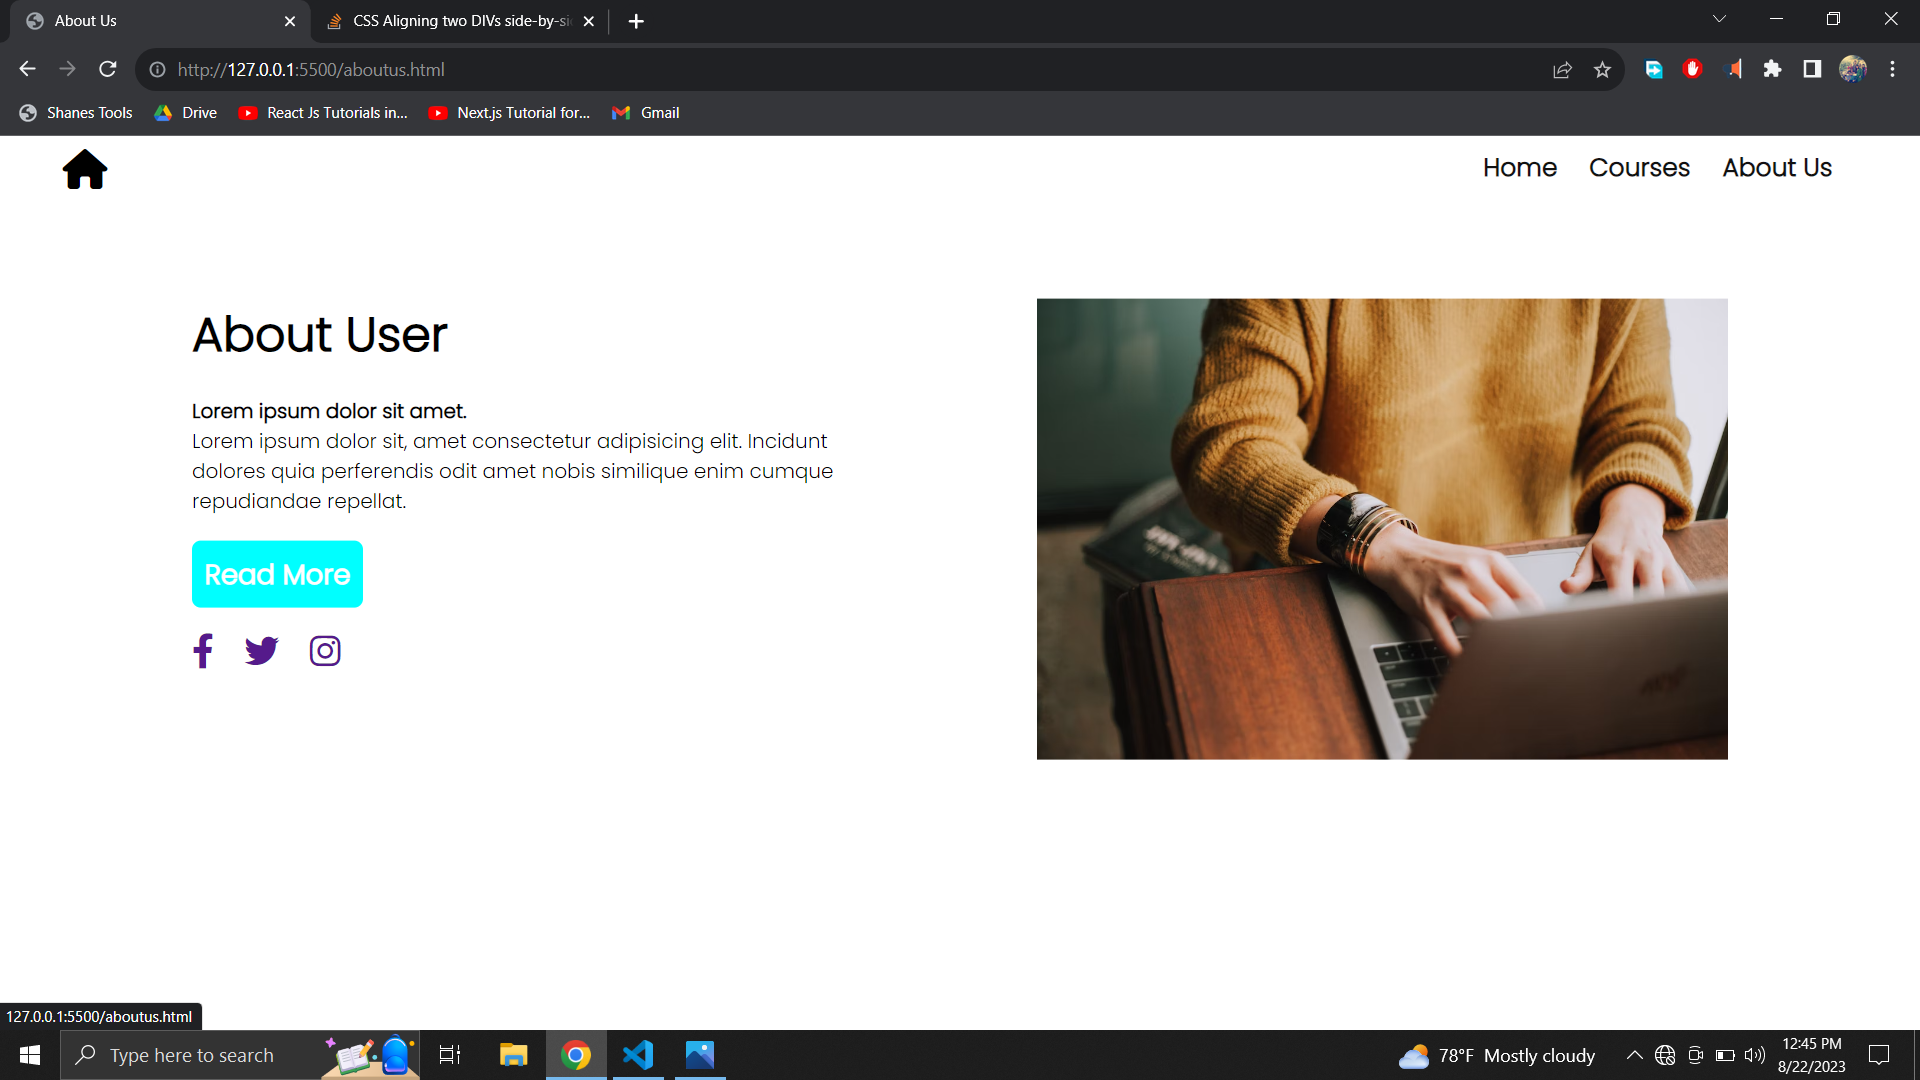 About Us
CSS Aligning two DIVs side-by-si
http://127.0.0.1:5500/aboutus.html
Shanes Tools
Drive
React Js Tutorials in...
Next.js Tutorial for...
Gmail
Home
Courses
About Us
About User
Lorem ipsum dolor sit amet.
Lorem ipsum dolor sit, amet consectetur adipisicing elit. Incidunt
dolores quia perferendis odit amet nobis similique enim cumque
repudiandae repellat.
Read More
127.0.0.1:5500/aboutus.html
Type here to search
78°F Mostly cloudy
12:45 PM
8/22/2023